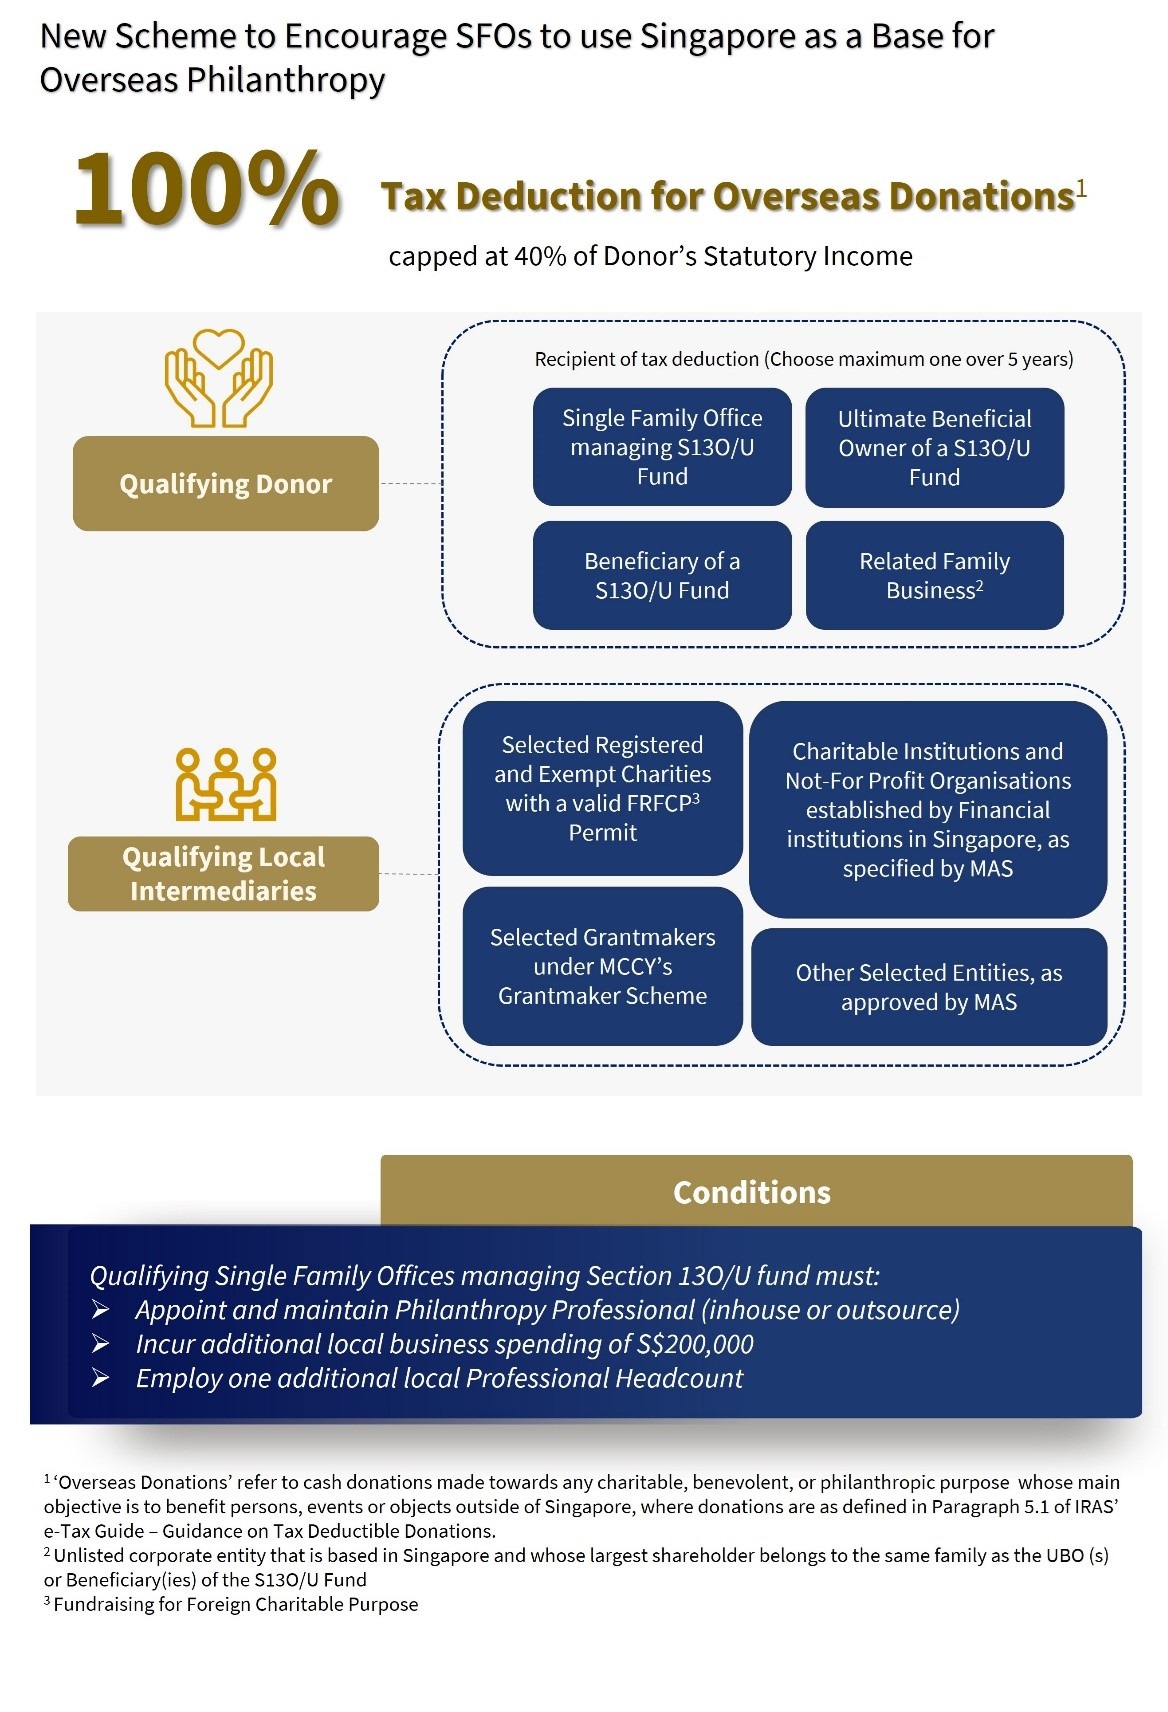 New Scheme to Encourage SFOs to use Singapore as a Base for
Overseas Philanthropy
100%
Tax Deduction for Overseas Donations¹
capped at 40% of Donor’s Statutory Income
Qualifying Donor
Recipient of tax deduction (Choose maximum one over 5 years)
Single Family Office
managing S13O/U
Fund
Ultimate Beneficial
Owner of a S13O/U
Fund
Beneficiary of a
S13O/U Fund
Related Family
Business²
Qualifying Local
Intermediaries
Selected Registered
and Exempt Charities
with a valid FRFCP³
Permit
Charitable Institutions and
Not-For Profit Organisations
established by Financial
institutions in Singapore, as
specified by MAS
Selected Grantmakers
under MCCY’s
Grantmaker Scheme
Other Selected Entities, as
approved by MAS
Conditions
Qualifying Single Family Offices managing Section 13O/U fund must:
➢ Appoint and maintain Philanthropy Professional (inhouse or outsource)
➢ Incur additional local business spending of S$200,000
➢ Employ one additional local Professional Headcount
¹ ‘Overseas Donations’ refer to cash donations made towards any charitable, benevolent, or philanthropic purpose whose main
objective is to benefit persons, events or objects outside of Singapore, where donations are as defined in Paragraph 5.1 of IRAS’
e-Tax Guide – Guidance on Tax Deductible Donations.
² Unlisted corporate entity that is based in Singapore and whose largest shareholder belongs to the same family as the UBO (s)
or Beneficiary(ies) of the S13O/U Fund
³ Fundraising for Foreign Charitable Purpose